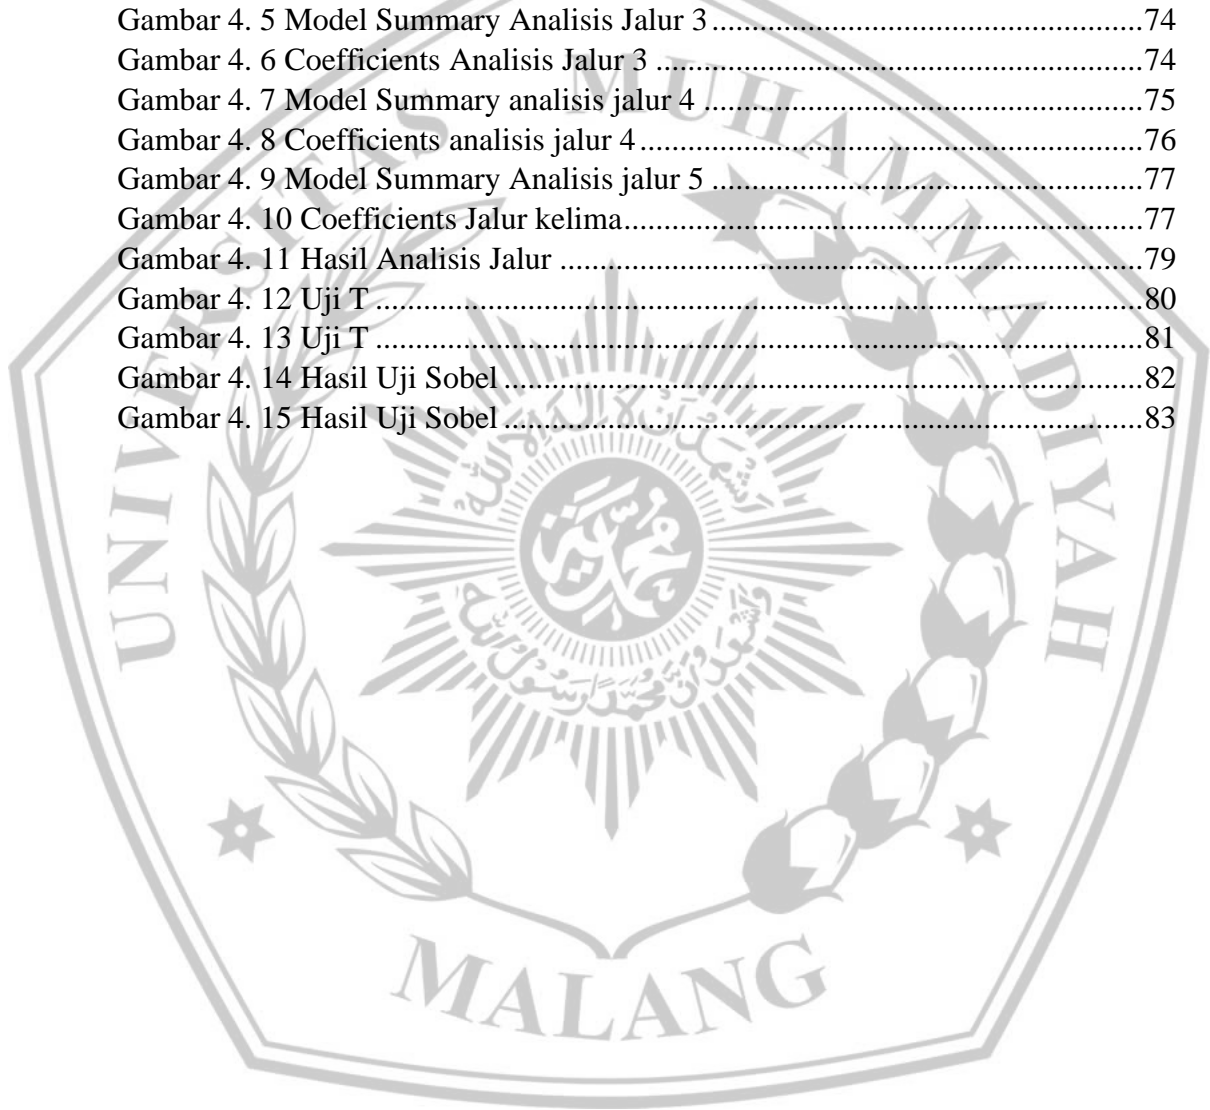 Gambar 4. 5 Model Summary Analisis Jalur 3 ........................................................ 74
Gambar 4. 6 Coefficients Analisis Jalur 3 ............................................................. 74
Gambar 4. 7 Model Summary analisis jalur 4 ....................................................... 75
Gambar 4. 8 Coefficients analisis jalur 4 ............................................................... 76
Gambar 4. 9 Model Summary Analisis jalur 5 ...................................................... 77
Gambar 4. 10 Coefficients Jalur kelima................................................................. 77
Gambar 4. 11 Hasil Analisis Jalur ......................................................................... 79
Gambar 4. 12 Uji T ................................................................................................ 80
Gambar 4. 13 Uji T ................................................................................................ 81
Gambar 4. 14 Hasil Uji Sobel ................................................................................ 82
Gambar 4. 15 Hasil Uji Sobel ................................................................................ 83
UNIVERSITAS MUHAMMADIYAH
MALANG